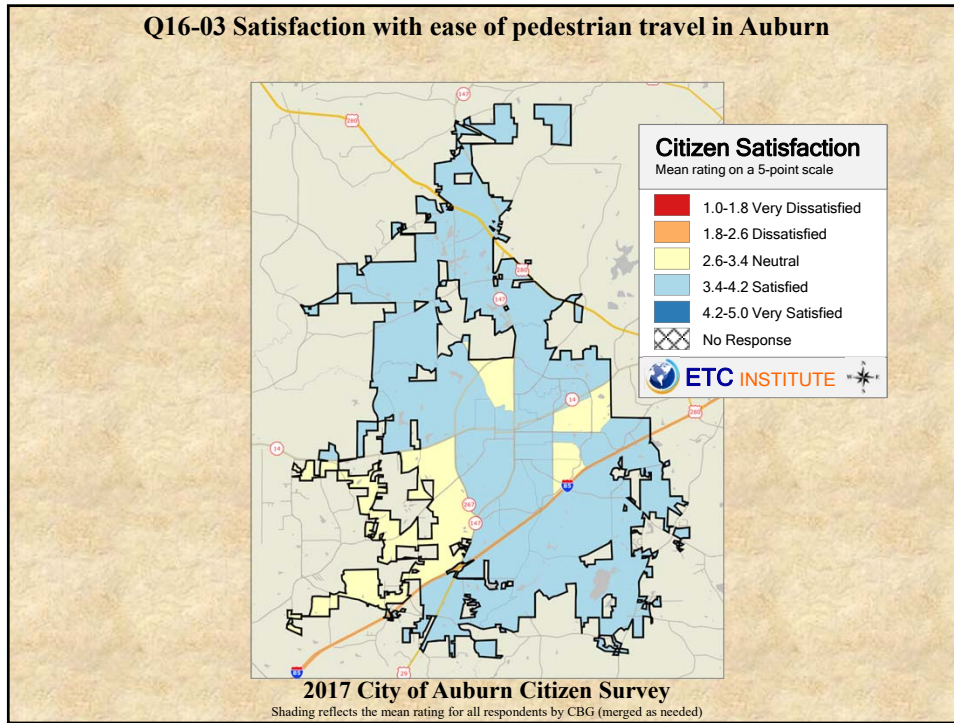 Q16-03 Satisfaction with ease of pedestrian travel in Auburn
147
280
280
147
14
280
14
85
267
147
85
29
Citizen Satisfaction
Mean rating on a 5-point scale
1.0-1.8 Very Dissatisfied
1.8-2.6 Dissatisfied
2.6-3.4 Neutral
3.4-4.2 Satisfied
4.2-5.0 Very Satisfied
No Response
ETC INSTITUTE
N
W E
S
2017 City of Auburn Citizen Survey
Shading reflects the mean rating for all respondents by CBG (merged as needed)